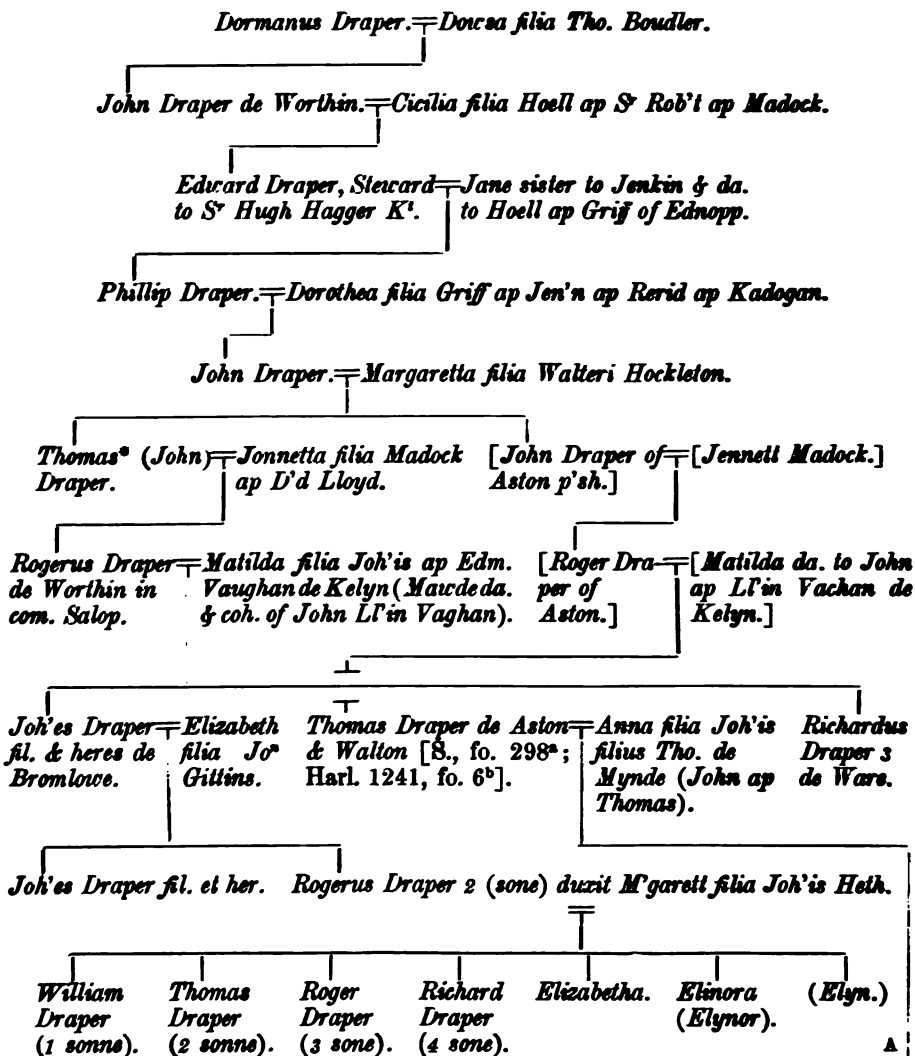 Dormanus Draper.=Dowsa filia Tho. Boudler.
John Draper de Worthin.=Cicilia filia Hoell ap Sr Rob't ap Madock.
Edward Draper, Steward=Jane sister to Jenkin & da.
to Sr Hugh Hagger Kt. to Hoell ap Griff of Ednopp.
Phillip Draper.=Dorothea filia Griff ap Jen'n ap Rerid ap Kadogan.
John Draper.=Margaretta filia Walteri Hockleton.
Thomas* (John)=Jonnetta filia Madock [John Draper of=[Jennett Madock.]
Draper. ap D'd Lloyd. Aston p'sh.]
Rogerus Draper=Matilda filia Joh'is ap Edm. [Roger Dra-=[Matilda da. to John
de Worthin in Vaughan de Kelyn (Mawde da. per of ap Ll'in Vachan de
com. Salop. & coh. of John Ll'in Vaghan). Aston.] Kelyn.]
Joh'es Draper=Elizabeth Thomas Draper de Aston=Anna filia Joh'is Richardus
fil. & heres de filia Jon & Walton [S., fo. 298a; filius Tho. de Draper 3
Bromlowe. Gittins. Harl. 1241, fo. 6b]. Mynde (John ap de Ware.
Thomas).
Joh'es Draper fil. et her. Rogerus Draper 2 (sone) duxit M'garett filia Joh'is Heth.
William Thomas Roger Richard Elizabetha. Elinora (Elyn.)
Draper Draper Draper Draper (Elynor).
(1 sonne). (2 sonne). (3 sone). (4 sone). A